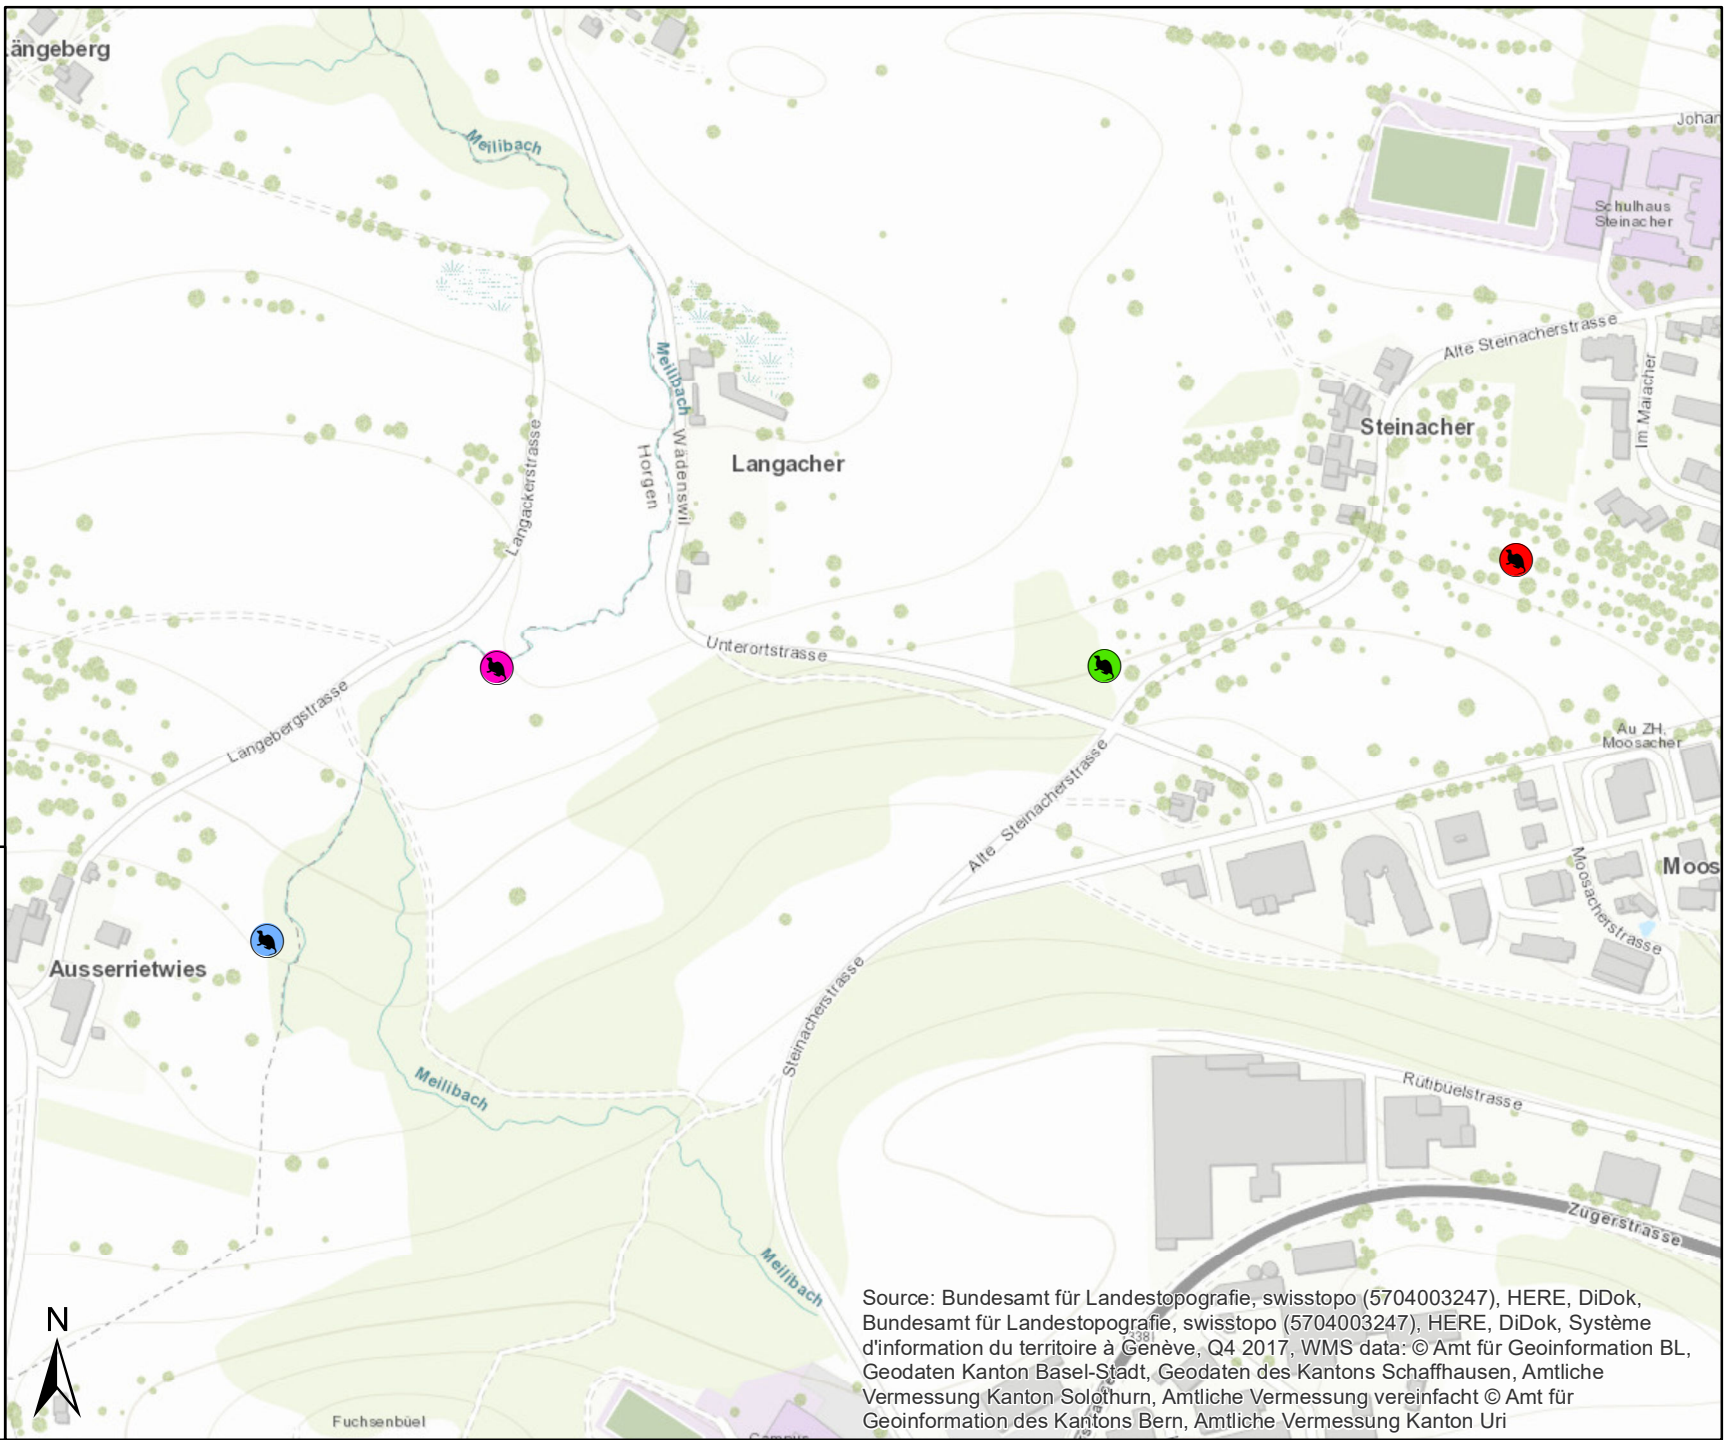 ängeberg
Meilibach
Johan
Schulhaus
Steinacher
Alte Steinacherstrasse
Im Maiacher
Meilibach
Langackerstrasse
Horgen
Wädenswil
Langacher
Steinacher
Unterortstrasse
Längebergstrasse
Alte Steinacherstrasse
Au ZH,
Moosacher
Moos
Moosacherstrasse
Ausserrietwies
Steinacherstrasse
Meilibach
Rütibüelstrasse
Zugerstrasse
Meilibach
N
Fuchsenbüel
Campus
338
Source: Bundesamt für Landestopografie, swisstopo (5704003247), HERE, DiDok,
Bundesamt für Landestopografie, swisstopo (5704003247), HERE, DiDok, Système
d'information du territoire à Genève, Q4 2017, WMS data: © Amt für Geoinformation BL,
Geodaten Kanton Basel-Stadt, Geodaten des Kantons Schaffhausen, Amtliche
Vermessung Kanton Solothurn, Amtliche Vermessung vereinfacht © Amt für
Geoinformation des Kantons Bern, Amtliche Vermessung Kanton Uri